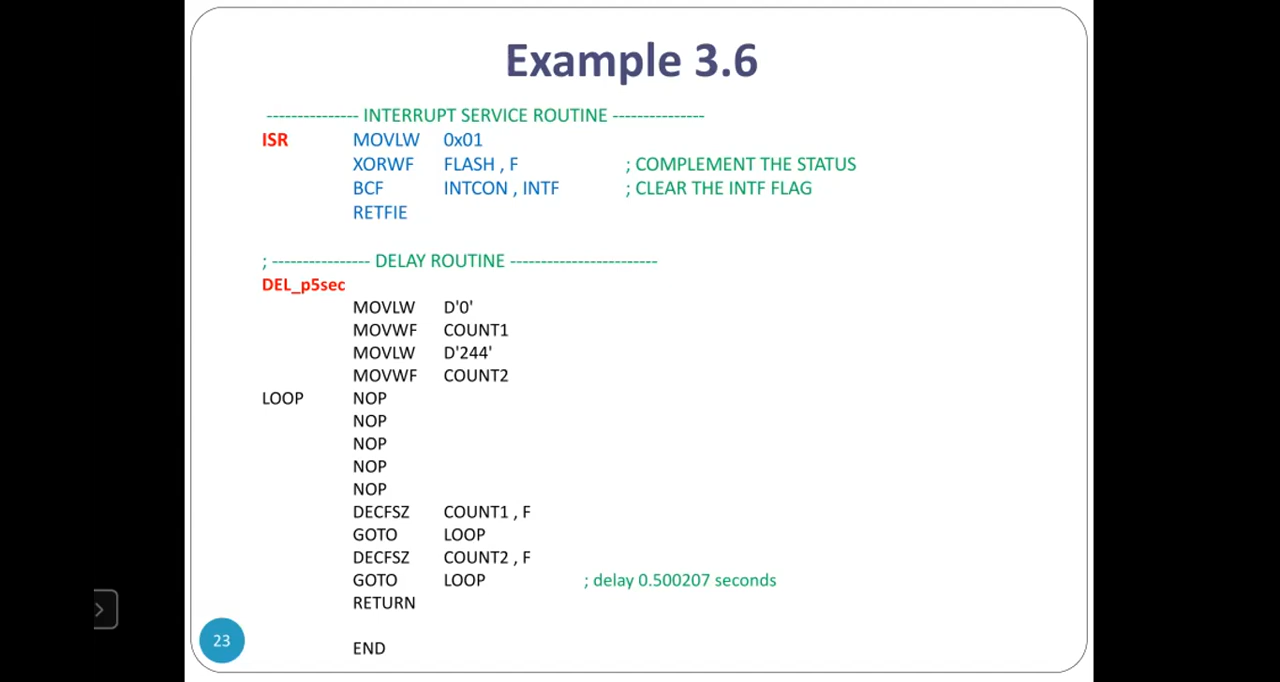 Example 3.6
--------------- INTERRUPT SERVICE ROUTINE ---------------
ISR MOVLW 0x01
XORWF FLASH , F ; COMPLEMENT THE STATUS
BCF INTCON , INTF ; CLEAR THE INTF FLAG
RETFIE
; ---------------- DELAY ROUTINE ------------------------
DEL_p5sec
MOVLW D'0'
MOVWF COUNT1
MOVLW D'244'
MOVWF COUNT2
LOOP NOP
NOP
NOP
NOP
NOP
DECFSZ COUNT1 , F
GOTO LOOP
DECFSZ COUNT2 , F
GOTO LOOP ; delay 0.500207 seconds
RETURN
END
23